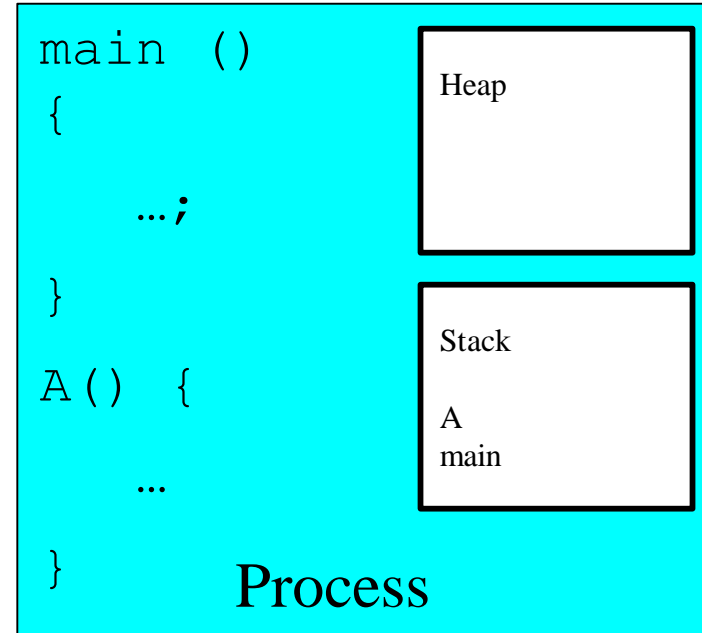 main ()
{
…;
}
A() {
…
}
Heap
Stack
A
main
Process